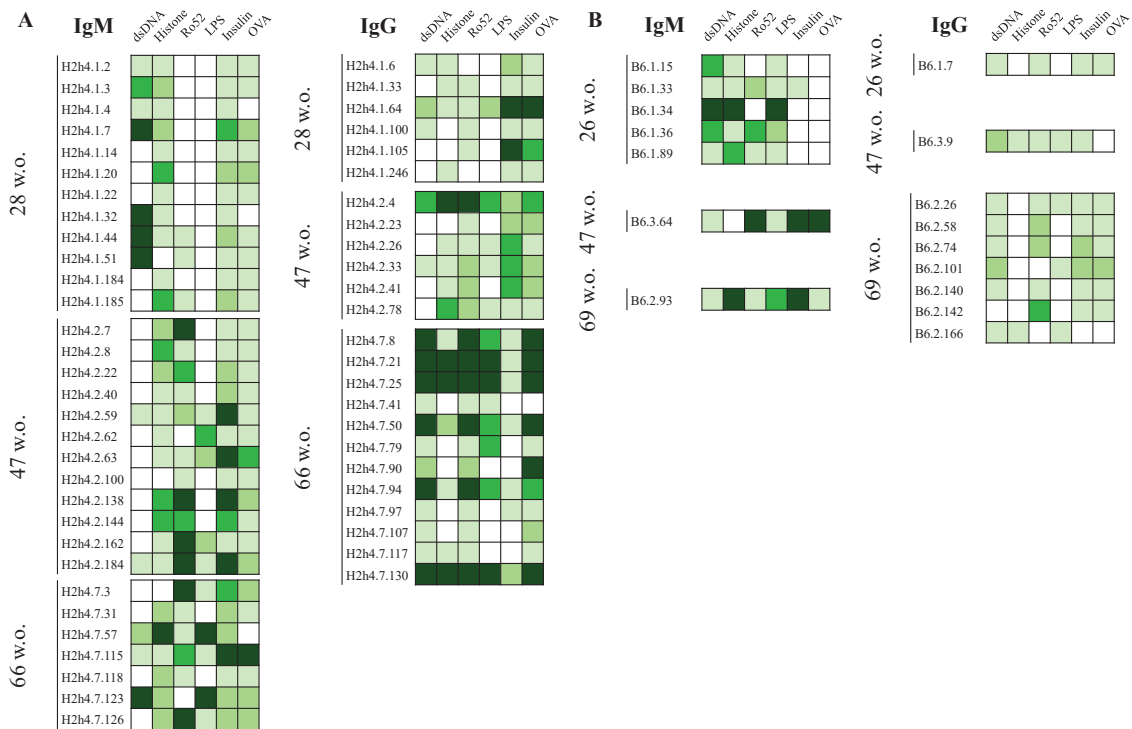 A
IgM
dsDNA
Histone
Ro52
LPS
Insulin
OVA
28 w.o.
H2h4.1.2
H2h4.1.3
H2h4.1.4
H2h4.1.7
H2h4.1.14
H2h4.1.20
H2h4.1.22
H2h4.1.32
H2h4.1.44
H2h4.1.51
H2h4.1.184
H2h4.1.185
47 w.o.
H2h4.2.7
H2h4.2.8
H2h4.2.22
H2h4.2.40
H2h4.2.59
H2h4.2.62
H2h4.2.63
H2h4.2.100
H2h4.2.138
H2h4.2.144
H2h4.2.162
H2h4.2.184
66 w.o.
H2h4.7.3
H2h4.7.31
H2h4.7.57
H2h4.7.115
H2h4.7.118
H2h4.7.123
H2h4.7.126
IgG
dsDNA
Histone
Ro52
LPS
Insulin
OVA
28 w.o.
H2h4.1.6
H2h4.1.33
H2h4.1.64
H2h4.1.100
H2h4.1.105
H2h4.1.246
47 w.o.
H2h4.2.4
H2h4.2.23
H2h4.2.26
H2h4.2.33
H2h4.2.41
H2h4.2.78
66 w.o.
H2h4.7.8
H2h4.7.21
H2h4.7.25
H2h4.7.41
H2h4.7.50
H2h4.7.79
H2h4.7.90
H2h4.7.94
H2h4.7.97
H2h4.7.107
H2h4.7.117
H2h4.7.130
B
IgM
dsDNA
Histone
Ro52
LPS
Insulin
OVA
26 w.o.
B6.1.15
B6.1.33
B6.1.34
B6.1.36
B6.1.89
47 w.o.
B6.3.64
69 w.o.
B6.2.93
IgG
dsDNA
Histone
Ro52
LPS
Insulin
OVA
26 w.o.
B6.1.7
47 w.o.
B6.3.9
69 w.o.
B6.2.26
B6.2.58
B6.2.74
B6.2.101
B6.2.140
B6.2.142
B6.2.166